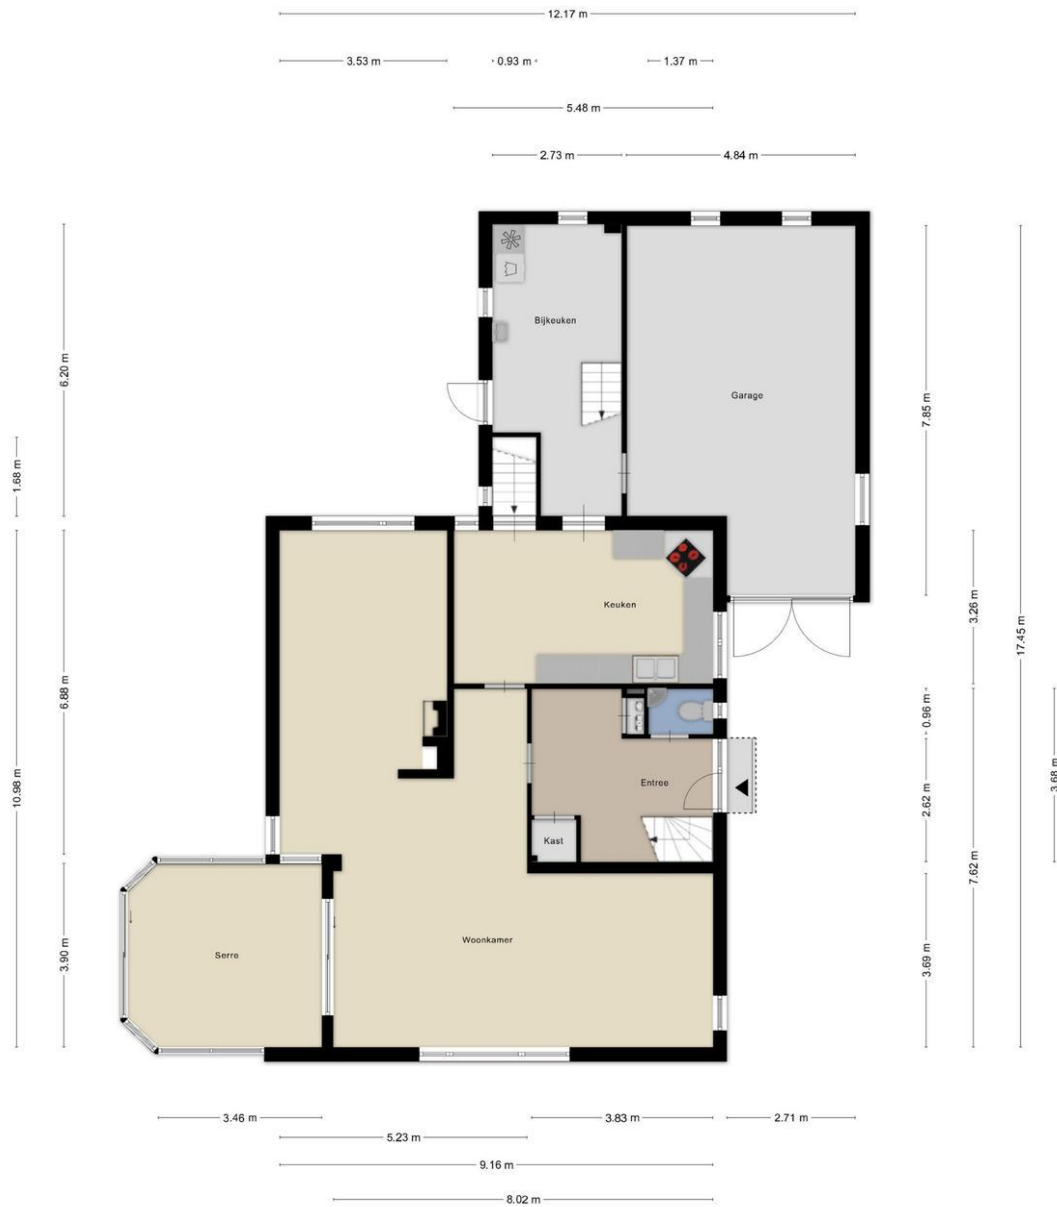 12.17 m
3.53 m
0.93 m
1.37 m
5.48 m
2.73 m
4.84 m
6.20 m
7.85 m
Bijkeuken
Garage
1.68 m
Keuken
3.26 m
17.45 m
6.88 m
0.96 m
3.68 m
10.98 m
Entree
2.62 m
Kast
7.62 m
3.90 m
Woonkamer
Serre
3.69 m
3.46 m
3.83 m
2.71 m
5.23 m
9.16 m
8.02 m